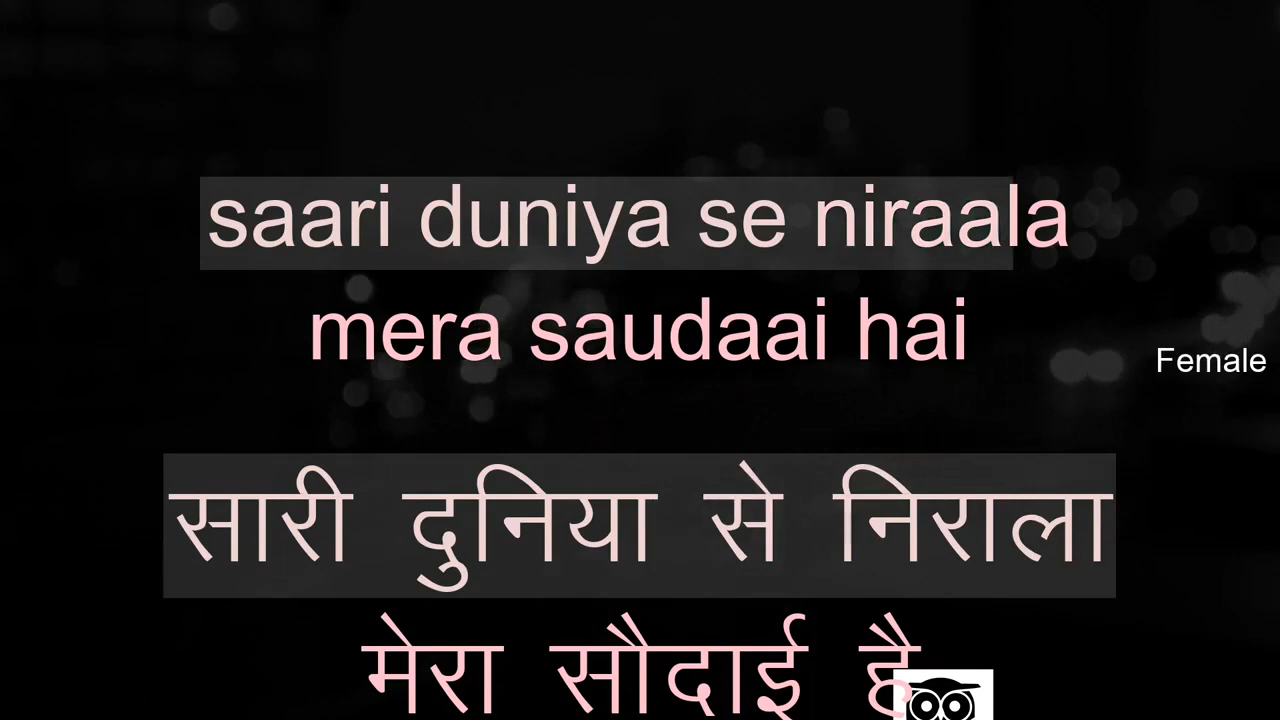 saari duniya se niraala
mera saudaai hai
Female
सारी दुनिया से निराला
मेरा सौदाई है